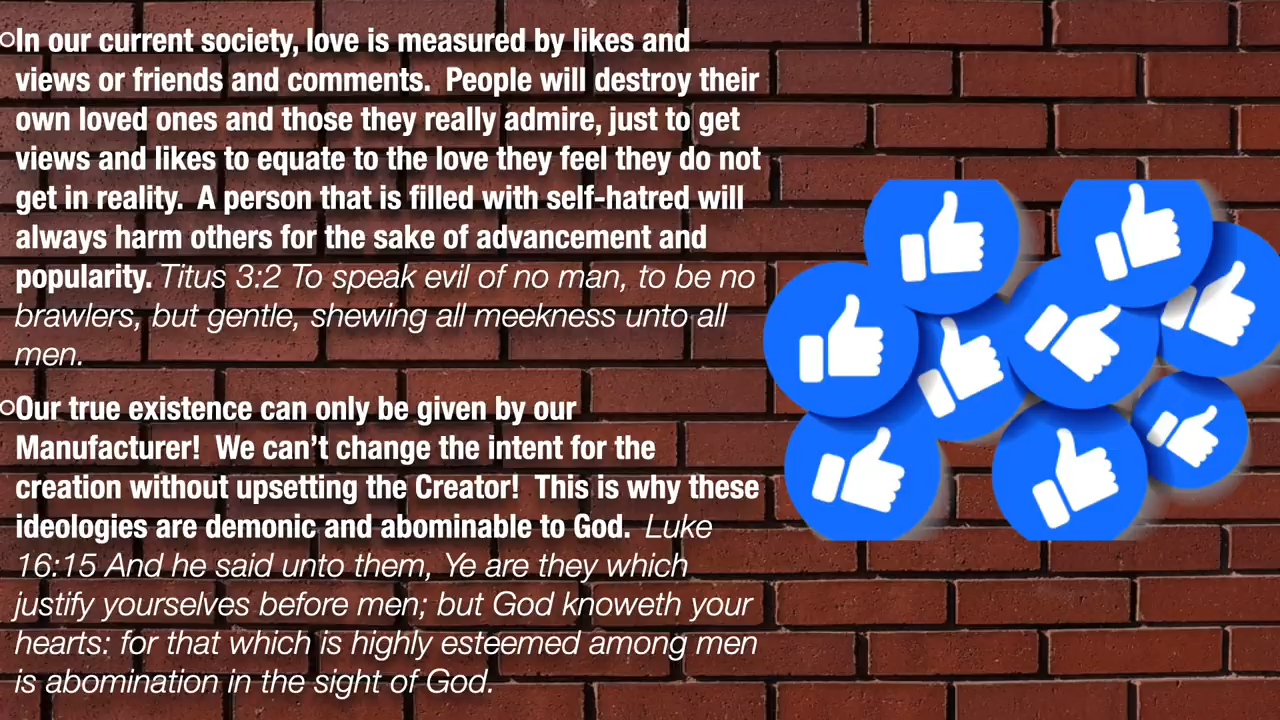 In our current society, love is measured by likes and
views or friends and comments.  People will destroy their
own loved ones and those they really admire, just to get
views and likes to equate to the love they feel they do not
get in reality.  A person that is filled with self-hatred will
always harm others for the sake of advancement and
popularity. Titus 3:2 To speak evil of no man, to be no
brawlers, but gentle, shewing all meekness unto all
men.
Our true existence can only be given by our
Manufacturer!  We can’t change the intent for the
creation without upsetting the Creator!  This is why these
ideologies are demonic and abominable to God.  Luke
16:15 And he said unto them, Ye are they which
justify yourselves before men; but God knoweth your
hearts: for that which is highly esteemed among men
is abomination in the sight of God.